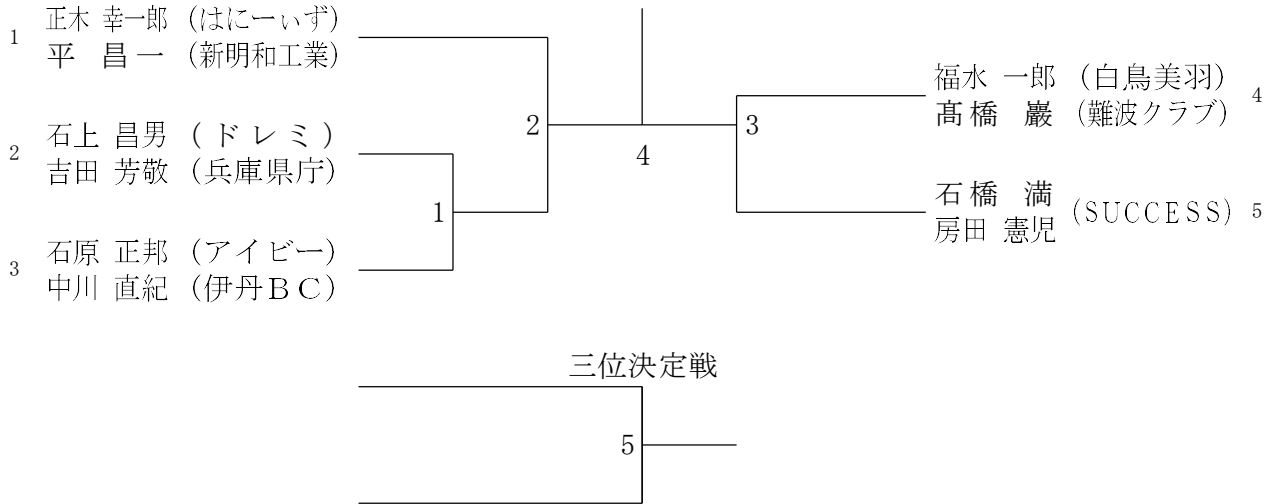 1
正木 幸一郎 (はにーぃず)
平 昌一 (新明和工業)
2
石上 昌男 (ドレミ)
吉田 芳敬 (兵庫県庁)
3
石原 正邦 (アイビー)
中川 直紀 (伊丹ＢＣ)
1
2
4
3
福水 一郎 (白鳥美羽)
髙橋 巌 (難波クラブ)
4
石橋 満
房田 憲児
(SUCCESS)
5
三位決定戦
5